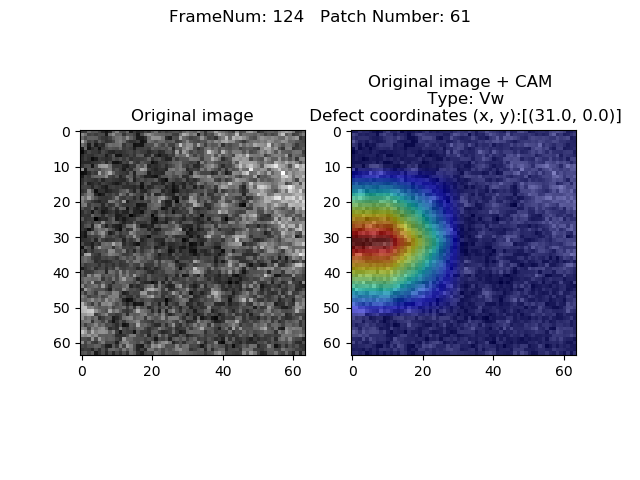 FrameNum: 124   Patch Number: 61
Original image
0
10
20
30
40
50
60
0 20 40 60
Original image + CAM
Type: Vw
Defect coordinates (x, y):[(31.0, 0.0)]
0
10
20
30
40
50
60
0 20 40 60